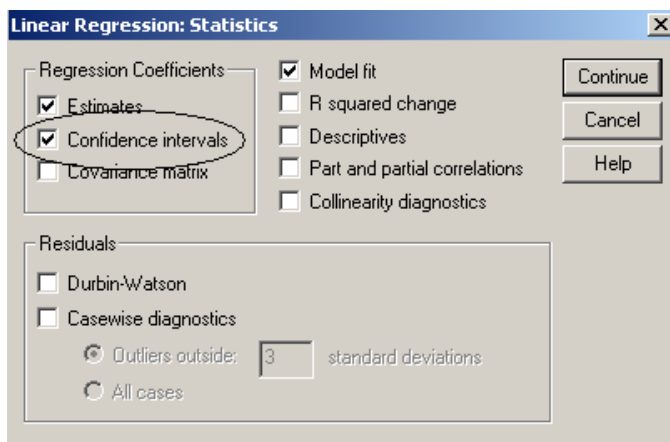 Linear Regression: Statistics
Regression Coefficients
Estimates
Confidence intervals
Covariance matrix
Model fit
R squared change
Descriptives
Part and partial correlations
Collinearity diagnostics
Continue
Cancel
Help
Residuals
Durbin-Watson
Casewise diagnostics
Outliers outside: 3 standard deviations
All cases